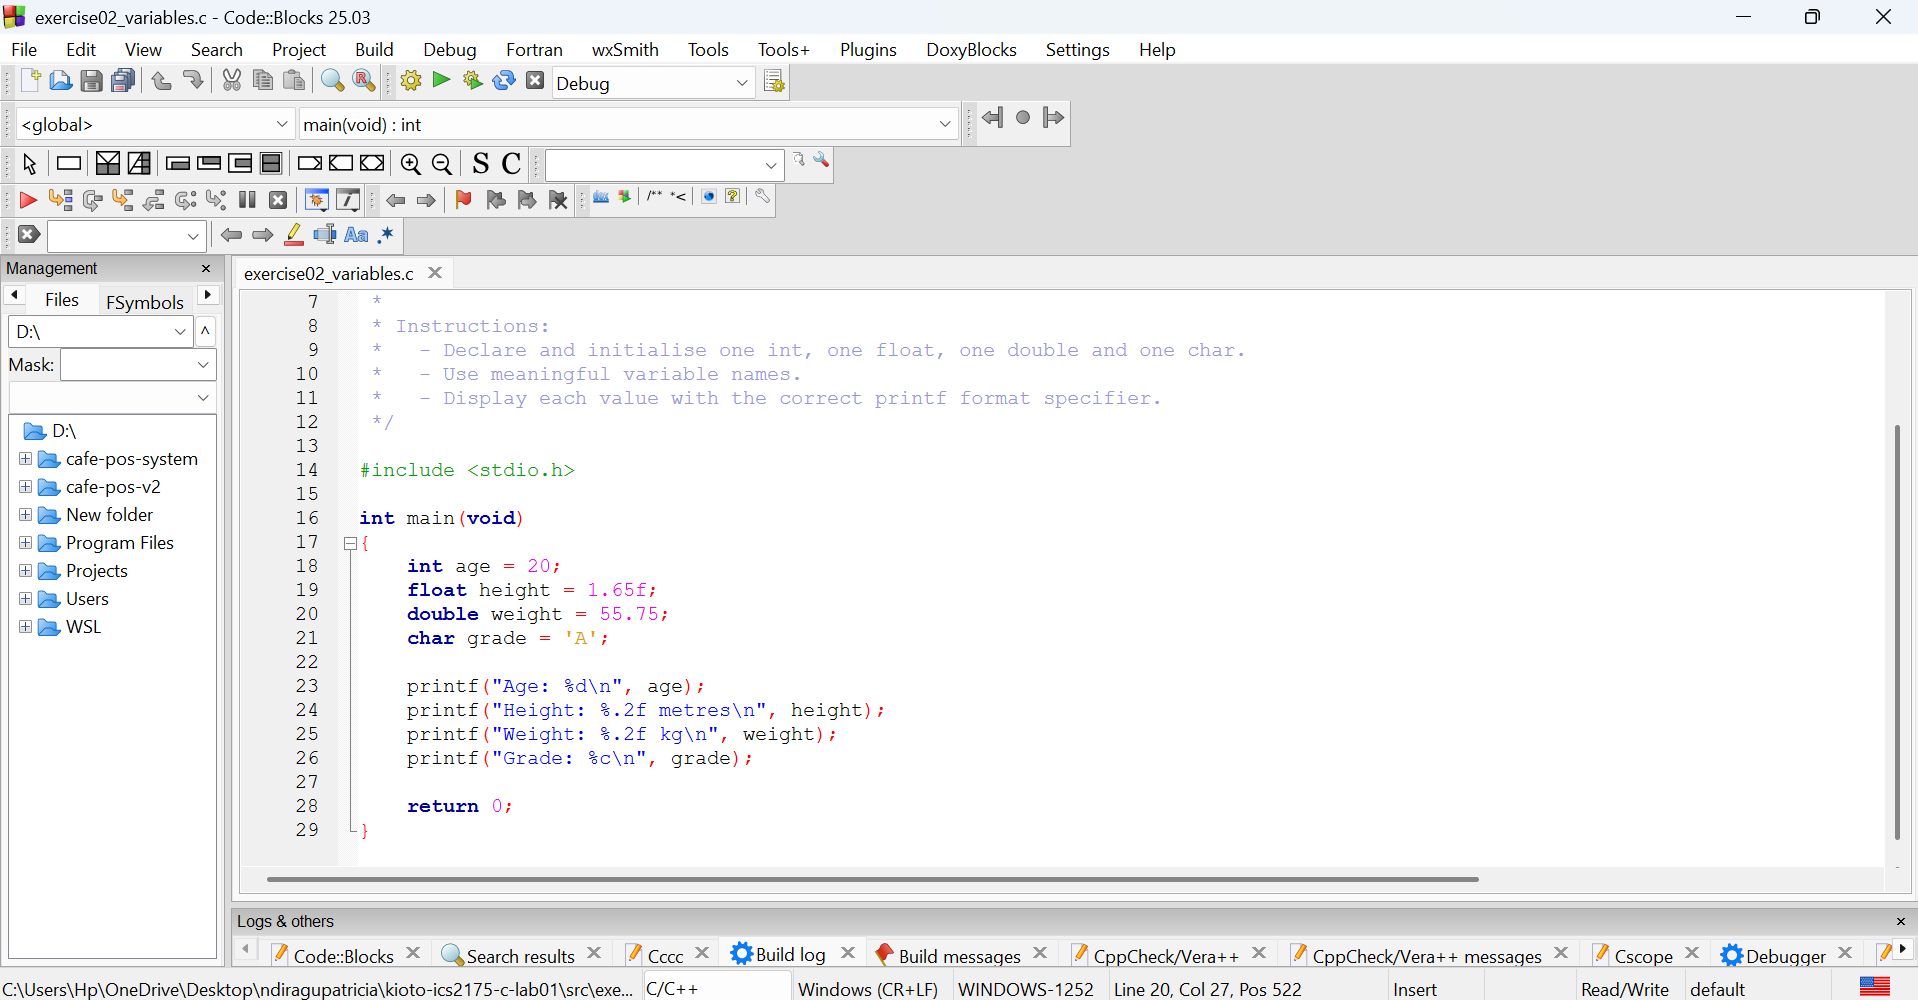 exercise02_variables.c - Code::Blocks 25.03
File Edit View Search Project Build Debug Fortran wxSmith Tools Tools+ Plugins DoxyBlocks Settings Help
Debug
<global> main(void) : int
S C
/** *<
Aa .*
Management
Files FSymbols
D:\
Mask:
D:\
cafe-pos-system
cafe-pos-v2
New folder
Program Files
Projects
Users
WSL
exercise02_variables.c
7 *
8 * Instructions:
9 *   - Declare and initialise one int, one float, one double and one char.
10 *   - Use meaningful variable names.
11 *   - Display each value with the correct printf format specifier.
12 */
13
14 #include <stdio.h>
15
16 int main(void)
17 {
18     int age = 20;
19     float height = 1.65f;
20     double weight = 55.75;
21     char grade = 'A';
22
23     printf("Age: %d\n", age);
24     printf("Height: %.2f metres\n", height);
25     printf("Weight: %.2f kg\n", weight);
26     printf("Grade: %c\n", grade);
27
28     return 0;
29 }
Logs & others
Code::Blocks Search results Cccc Build log Build messages CppCheck/Vera++ CppCheck/Vera++ messages Cscope Debugger
C:\Users\Hp\OneDrive\Desktop\ndiragupatricia\kioto-ics2175-c-lab01\src\exe... C/C++ Windows (CR+LF) WINDOWS-1252 Line 20, Col 27, Pos 522 Insert Read/Write default